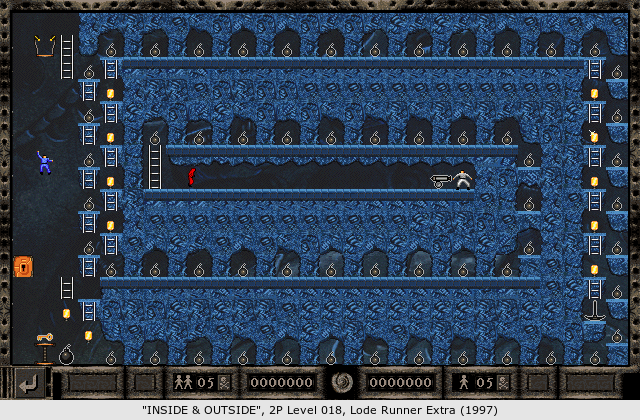 05 0000000 0000000 05
"INSIDE & OUTSIDE", 2P Level 018, Lode Runner Extra (1997)